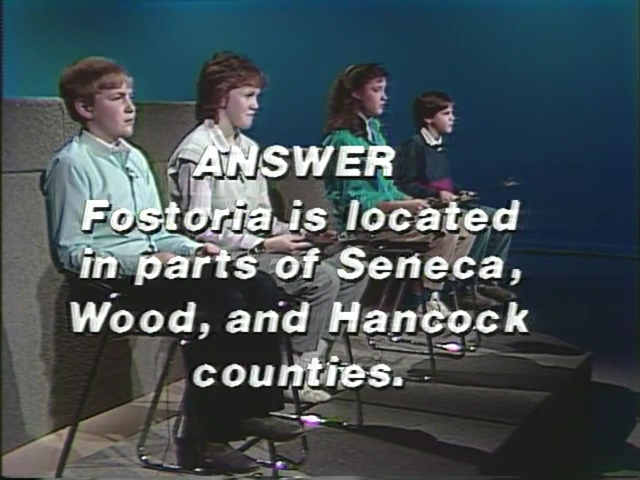 ANSWER
Fostoria is located
in parts of Seneca,
Wood, and Hancock
counties.